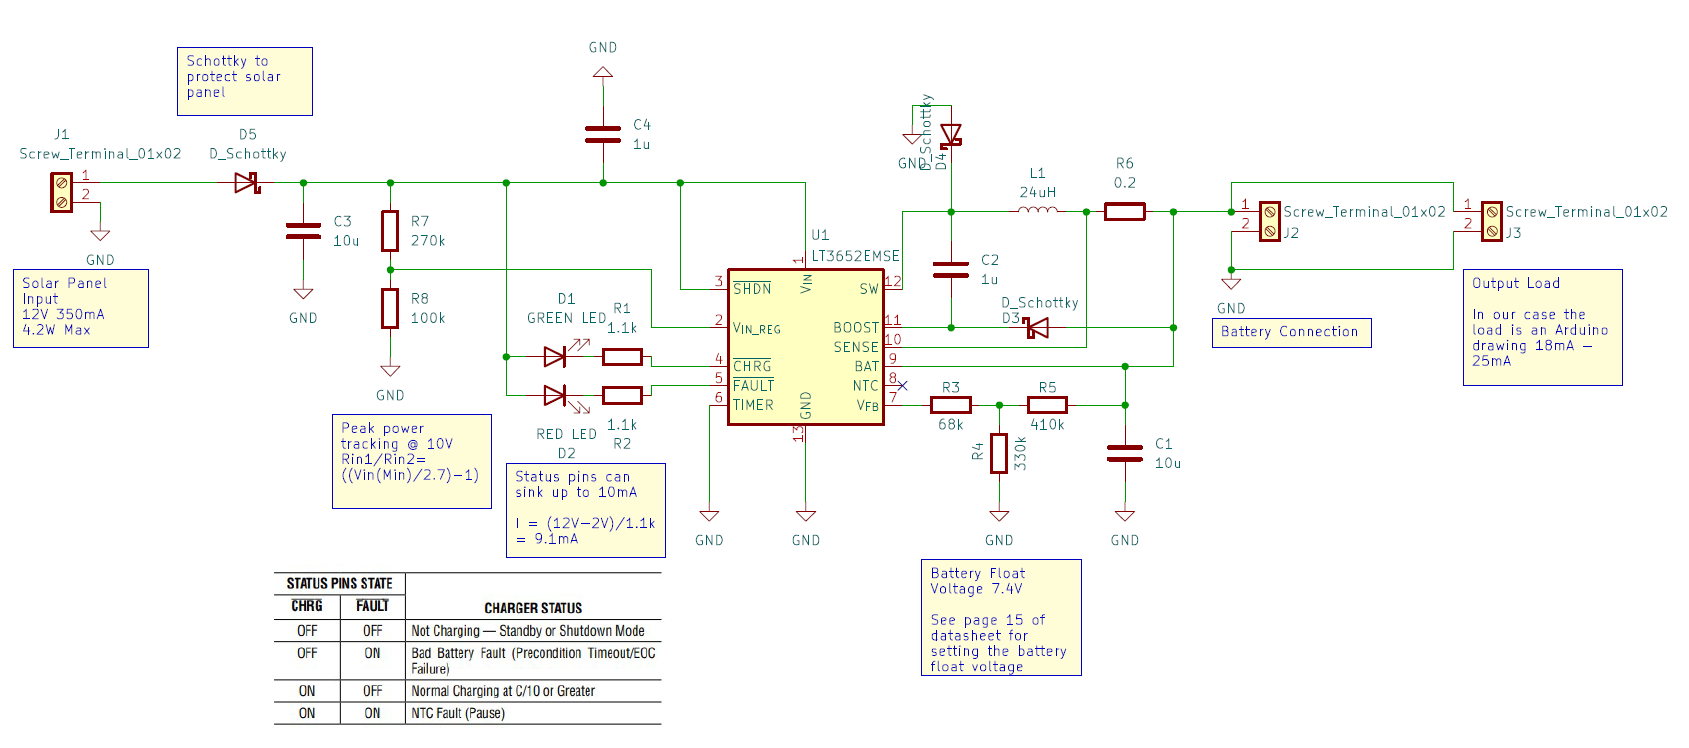 GND
Schottky to
protect solar
panel
J1
Screw_Terminal_01x02
D5
D_Schottky
C4
1u
1
2
GND
C3
10u
GND
R7
270k
R8
100k
GND
Solar Panel
Input
12V 350mA
4.2W Max
Peak power
tracking @ 10V
Rin1/Rin2=
((Vin(Min)/2.7)-1)
D1
GREEN LED
R1
1.1k
RED LED
D2
1.1k
R2
Status pins can
sink up to 10mA
I = (12V-2V)/1.1k
= 9.1mA
U1
LT3652EMSE
1
VIN
3
SHDN
2
VIN_REG
4
CHRG
5
FAULT
6
TIMER
GND
13
SW
12
BOOST
11
SENSE
10
BAT
9
NTC
8
VFB
7
GND
GND
D_Schottky
D4
GND
L1
24uH
R6
0.2
C2
1u
D_Schottky
D3
R3
68k
R5
410k
R4
330k
C1
10u
GND
GND
1
2
Screw_Terminal_01x02
J2
GND
Battery Connection
1
2
Screw_Terminal_01x02
J3
Output Load
In our case the
load is an Arduino
drawing 18mA -
25mA
Battery Float
Voltage 7.4V
See page 15 of
datasheet for
setting the battery
float voltage
STATUS PINS STATE
CHRG FAULT CHARGER STATUS
OFF OFF Not Charging — Standby or Shutdown Mode
OFF ON Bad Battery Fault (Precondition Timeout/EOC
Failure)
ON OFF Normal Charging at C/10 or Greater
ON ON NTC Fault (Pause)